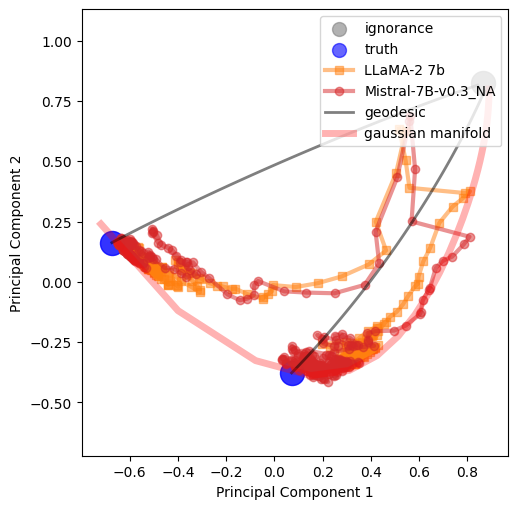 ignorance
truth
LLaMA-2 7b
Mistral-7B-v0.3_NA
geodesic
gaussian manifold
1.00
0.75
0.50
0.25
0.00
−0.25
−0.50
Principal Component 2
−0.6 −0.4 −0.2 0.0 0.2 0.4 0.6 0.8
Principal Component 1